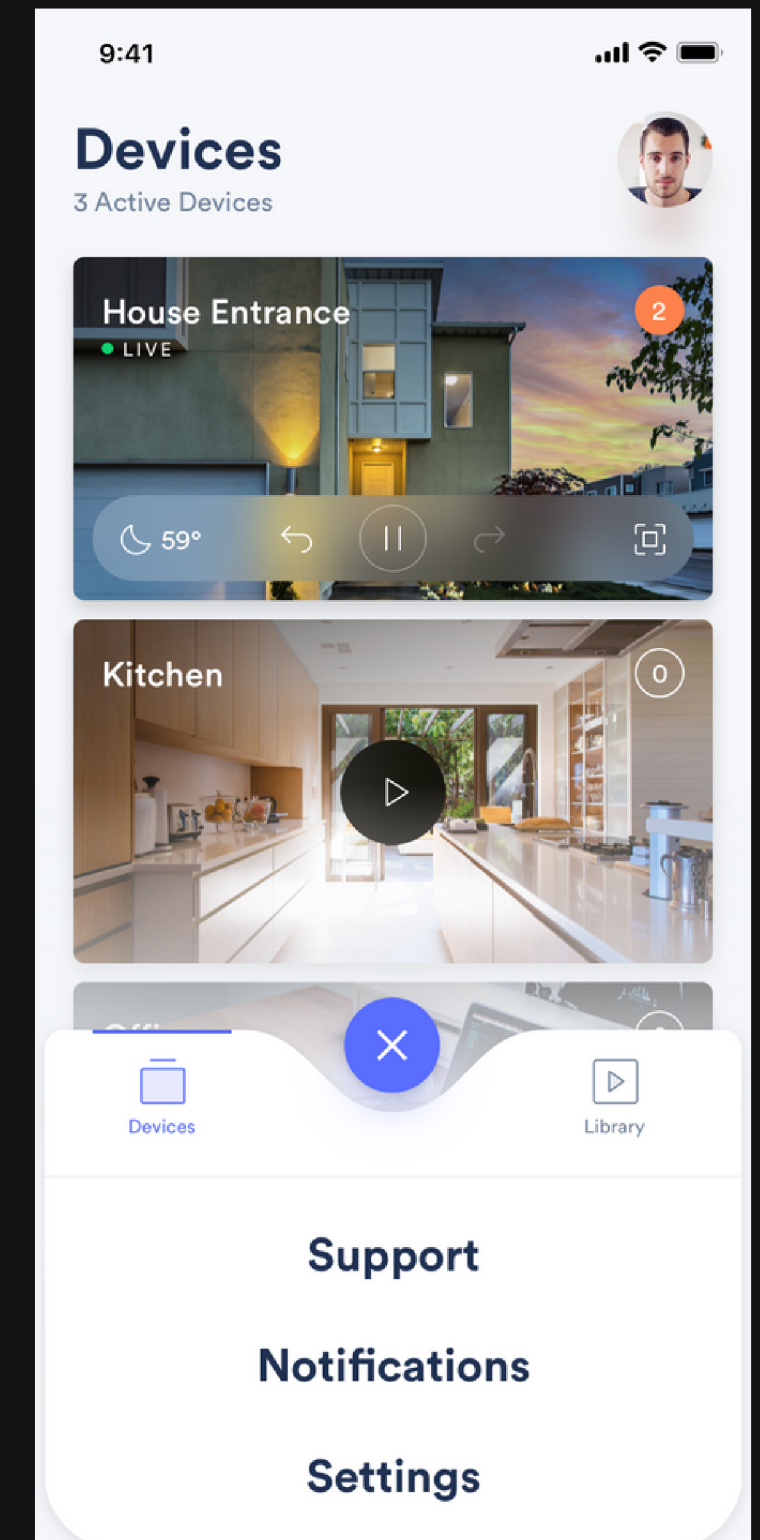 9:41
Devices
3 Active Devices
House Entrance
2
LIVE
59°
Kitchen
0
Devices
Library
Support
Notifications
Settings